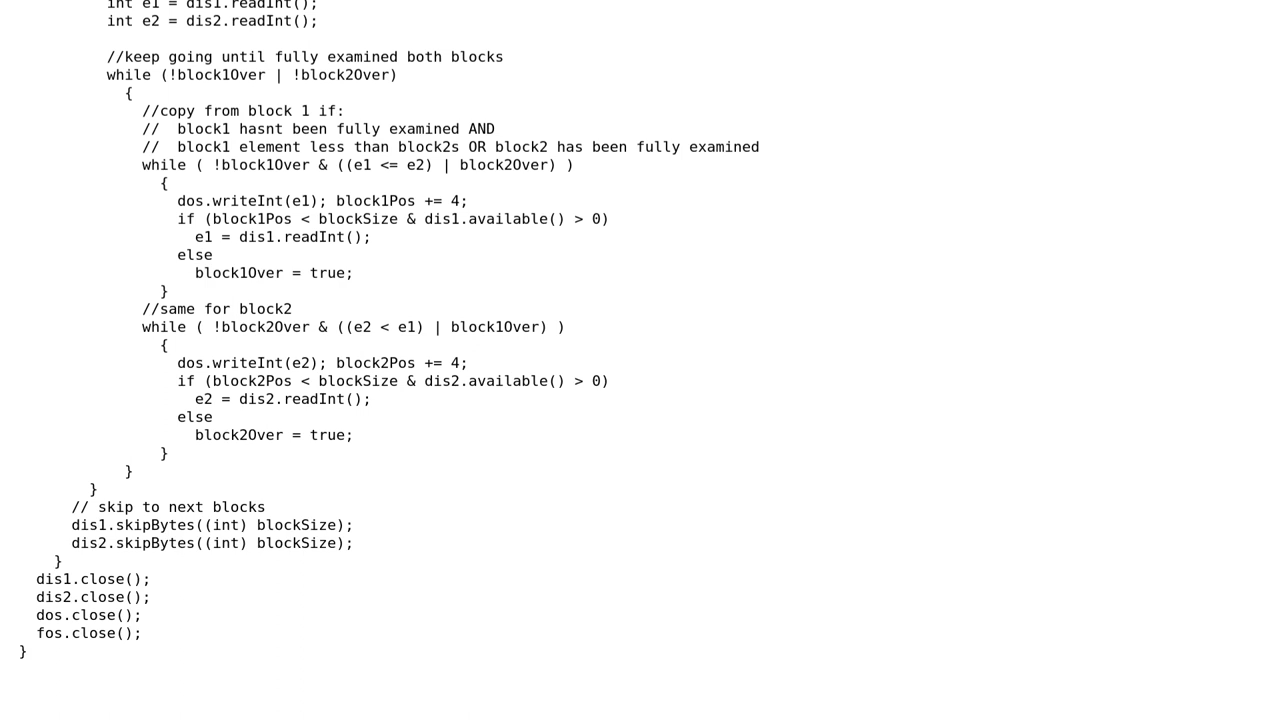 int e1 = dis1.readInt();
int e2 = dis2.readInt();
//keep going until fully examined both blocks
while (!block1Over | !block2Over)
{
//copy from block 1 if:
//  block1 hasnt been fully examined AND
//  block1 element less than block2s OR block2 has been fully examined
while ( !block1Over & ((e1 <= e2) | block2Over) )
{
dos.writeInt(e1); block1Pos += 4;
if (block1Pos < blockSize & dis1.available() > 0)
e1 = dis1.readInt();
else
block1Over = true;
}
//same for block2
while ( !block2Over & ((e2 < e1) | block1Over) )
{
dos.writeInt(e2); block2Pos += 4;
if (block2Pos < blockSize & dis2.available() > 0)
e2 = dis2.readInt();
else
block2Over = true;
}
}
}
// skip to next blocks
dis1.skipBytes((int) blockSize);
dis2.skipBytes((int) blockSize);
}
dis1.close();
dis2.close();
dos.close();
fos.close();
}